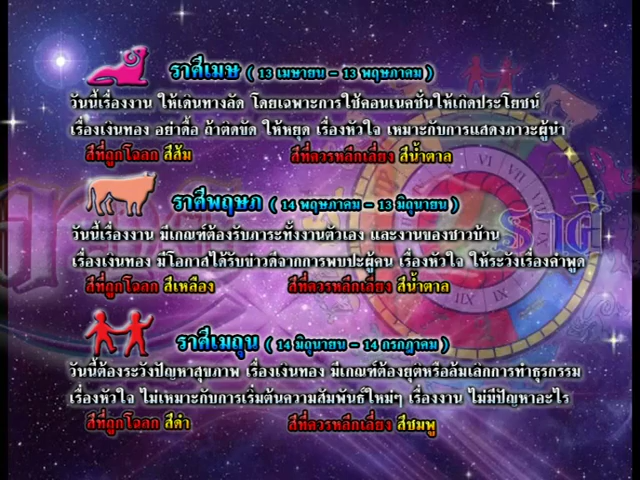 ราศีเมษ ( 13 เมษายน - 13 พฤษภาคม )
วันนี้เรื่องงาน ให้เดินทางลัด โดยเฉพาะการใช้คอนเนคชั่นให้เกิดประโยชน์
เรื่องเงินทอง อย่าดื้อ ถ้าติดขัด ให้หยุด เรื่องหัวใจ เหมาะกับการแสดงภาวะผู้นำ
สีที่ถูกโฉลก สีส้ม สีที่ควรหลีกเลี่ยง สีน้ำตาล
ราศีพฤษภ ( 14 พฤษภาคม - 13 มิถุนายน )
วันนี้เรื่องงาน มีเกณฑ์ต้องรับภาระทั้งงานตัวเอง และงานของชาวบ้าน
เรื่องเงินทอง มีโอกาสได้รับข่าวดีจากการพบปะผู้คน เรื่องหัวใจ ให้ระวังเรื่องคำพูด
สีที่ถูกโฉลก สีเหลือง สีที่ควรหลีกเลี่ยง สีน้ำตาล
ราศีเมถุน ( 14 มิถุนายน - 14 กรกฎาคม )
วันนี้ต้องระวังปัญหาสุขภาพ เรื่องเงินทอง มีเกณฑ์ต้องยุติหรือล้มเลิกการทำธุรกรรม
เรื่องหัวใจ ไม่เหมาะกับการเริ่มต้นความสัมพันธ์ใหม่ๆ เรื่องงาน ไม่มีปัญหาอะไร
สีที่ถูกโฉลก สีดำ สีที่ควรหลีกเลี่ยง สีชมพู